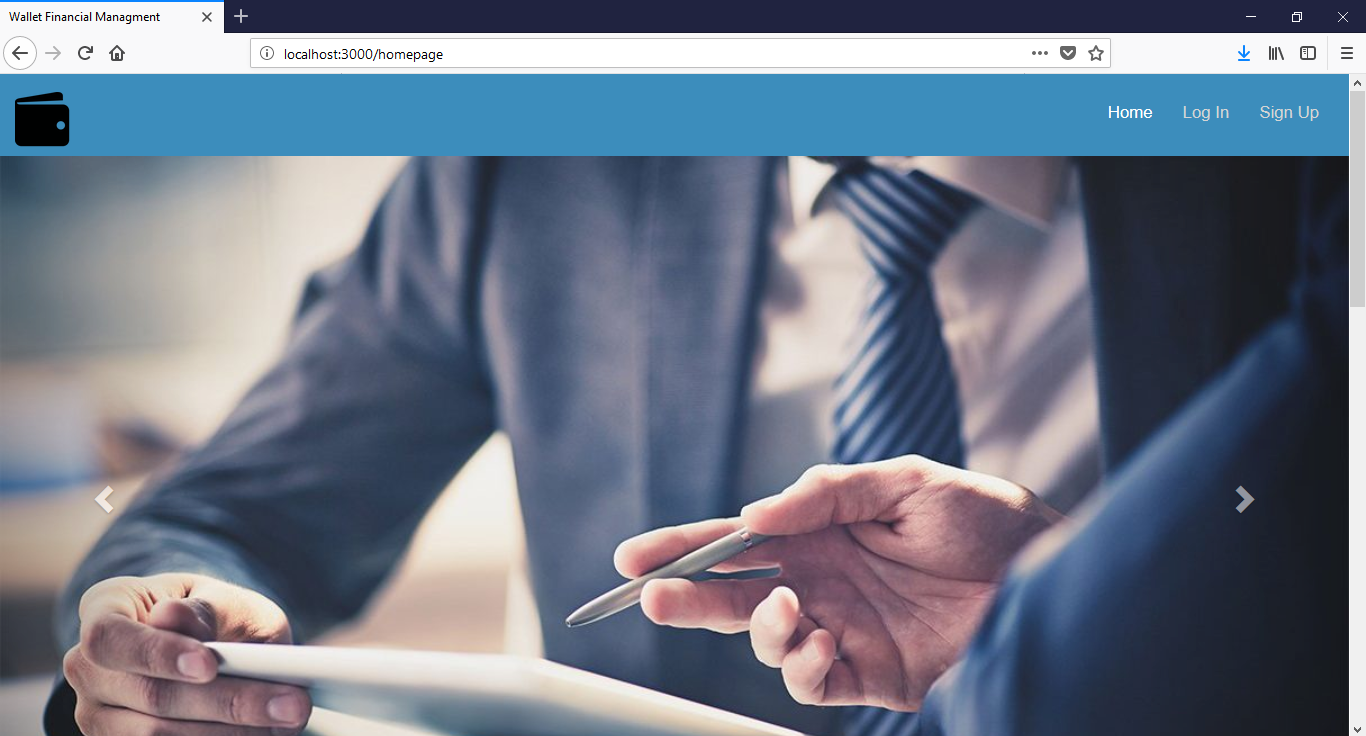 Wallet Financial Managment
localhost:3000/homepage
Home Log In Sign Up